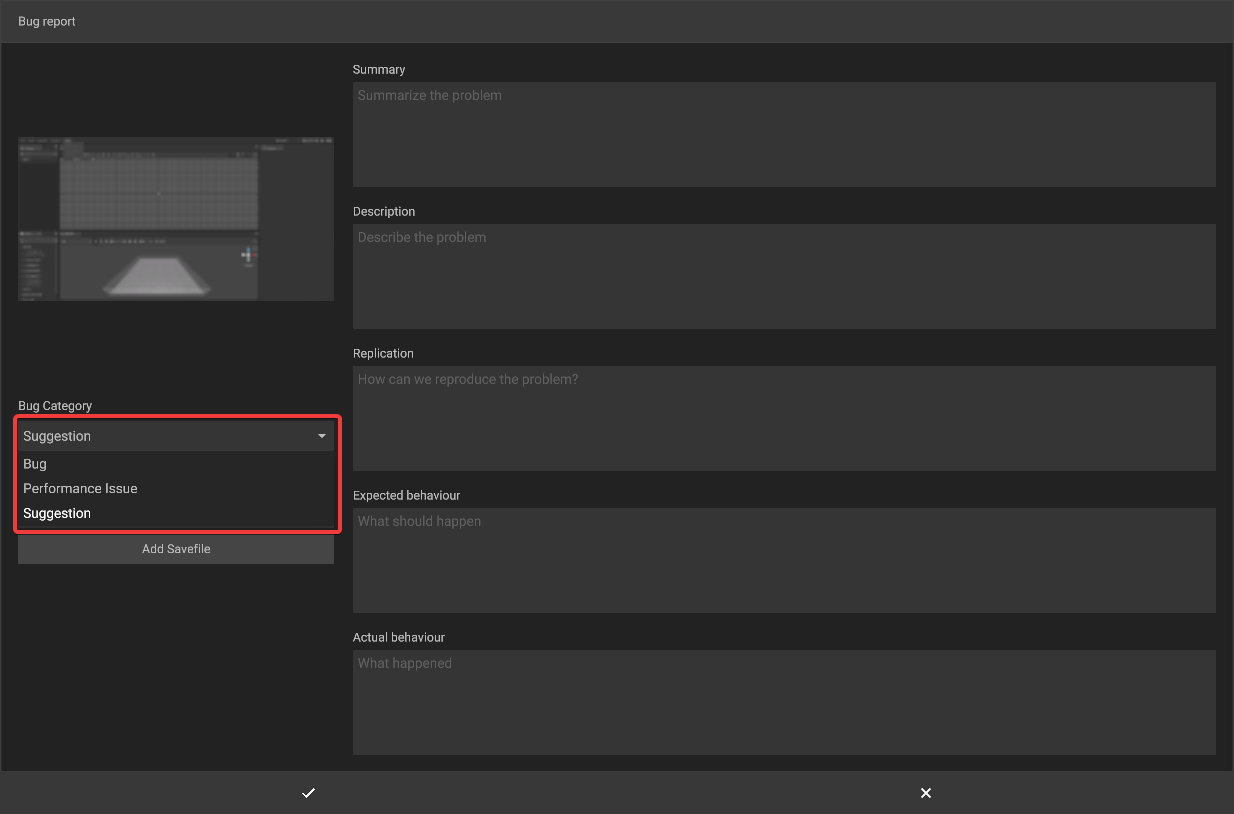 Bug report
Bug Category
Suggestion
Bug
Performance Issue
Suggestion
Add Savefile
Summary
Summarize the problem
Description
Describe the problem
Replication
How can we reproduce the problem?
Expected behaviour
What should happen
Actual behaviour
What happened